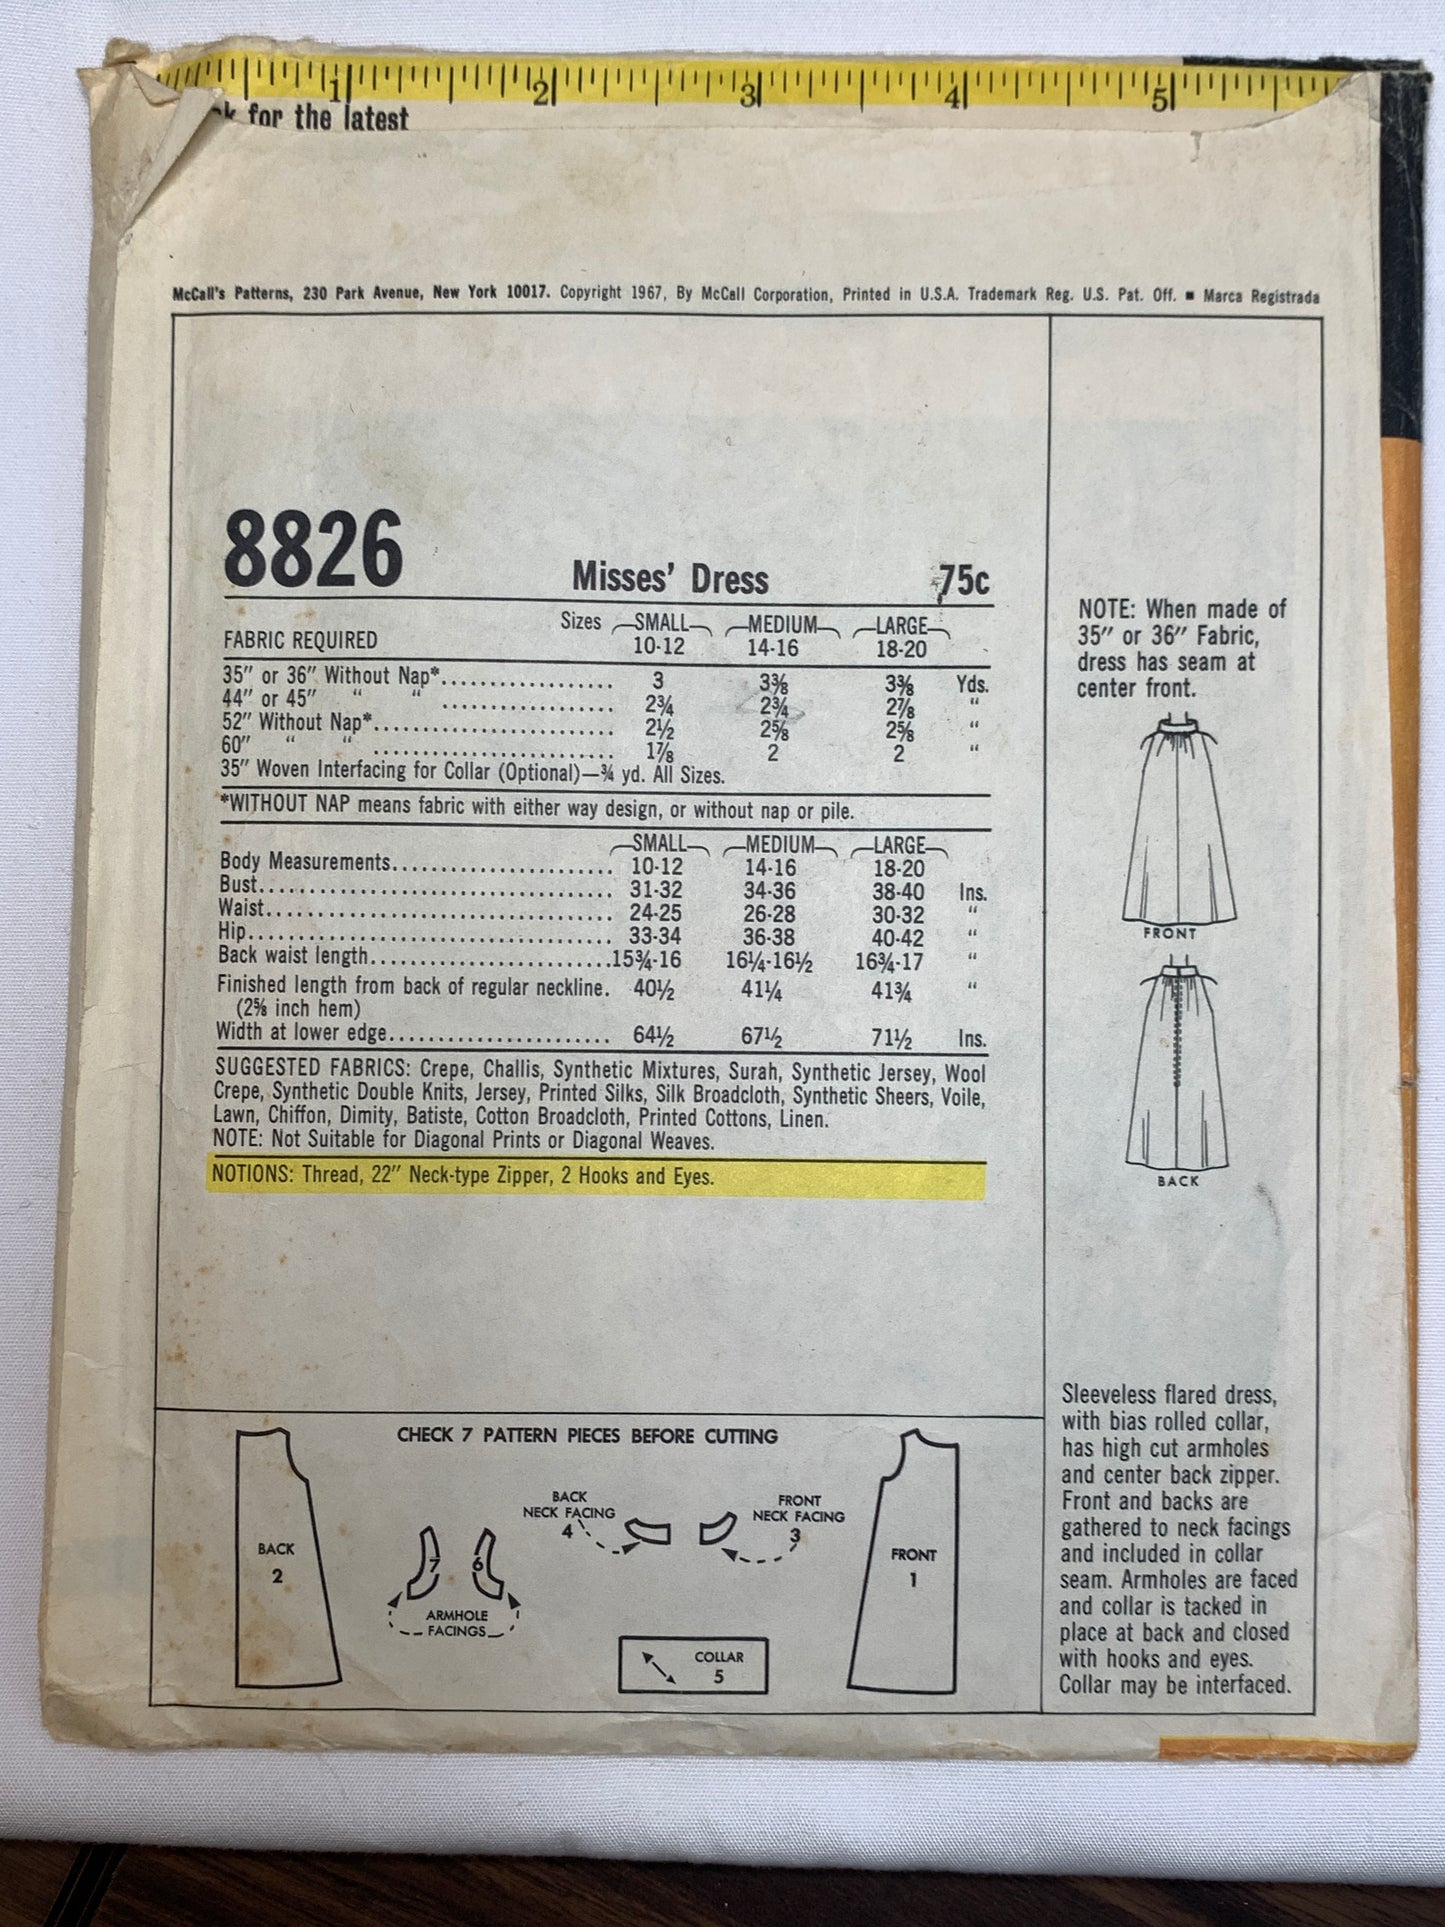 1 2 3 4 5
for the latest
McCall's Patterns, 230 Park Avenue, New York 10017. Copyright 1967, By McCall Corporation, Printed in U.S.A. Trademark Reg. U.S. Pat. Off. ■ Marca Registrada
8826 Misses' Dress 75c
Sizes SMALL MEDIUM LARGE
FABRIC REQUIRED 10-12 14-16 18-20
35" or 36" Without Nap*.................. 3 3⅜ 3⅜ Yds.
44" or 45" " " .................. 2¾ 2¾ 2⅞ "
52" Without Nap*......................... 2½ 2⅝ 2⅝ "
60" " " ......................... 1⅞ 2 2 "
35" Woven Interfacing for Collar (Optional)—¾ yd. All Sizes.
*WITHOUT NAP means fabric with either way design, or without nap or pile.
SMALL MEDIUM LARGE
Body Measurements....................... 10-12 14-16 18-20
Bust..................................... 31-32 34-36 38-40 Ins.
Waist.................................... 24-25 26-28 30-32 "
Hip...................................... 33-34 36-38 40-42 "
Back waist length.........................15¾-16 16¼-16½ 16¾-17 "
Finished length from back of regular neckline. 40½ 41¼ 41¾ "
(2⅝ inch hem)
Width at lower edge....................... 64½ 67½ 71½ Ins.
SUGGESTED FABRICS: Crepe, Challis, Synthetic Mixtures, Surah, Synthetic Jersey, Wool
Crepe, Synthetic Double Knits, Jersey, Printed Silks, Silk Broadcloth, Synthetic Sheers, Voile,
Lawn, Chiffon, Dimity, Batiste, Cotton Broadcloth, Printed Cottons, Linen.
NOTE: Not Suitable for Diagonal Prints or Diagonal Weaves.
NOTIONS: Thread, 22" Neck-type Zipper, 2 Hooks and Eyes.
NOTE: When made of
35" or 36" Fabric,
dress has seam at
center front.
FRONT
BACK
Sleeveless flared dress,
with bias rolled collar,
has high cut armholes
and center back zipper.
Front and backs are
gathered to neck facings
and included in collar
seam. Armholes are faced
and collar is tacked in
place at back and closed
with hooks and eyes.
Collar may be interfaced.
CHECK 7 PATTERN PIECES BEFORE CUTTING
BACK
2
7 6
ARMHOLE
FACINGS
BACK
NECK FACING
4
FRONT
NECK FACING
3
COLLAR
5
FRONT
1